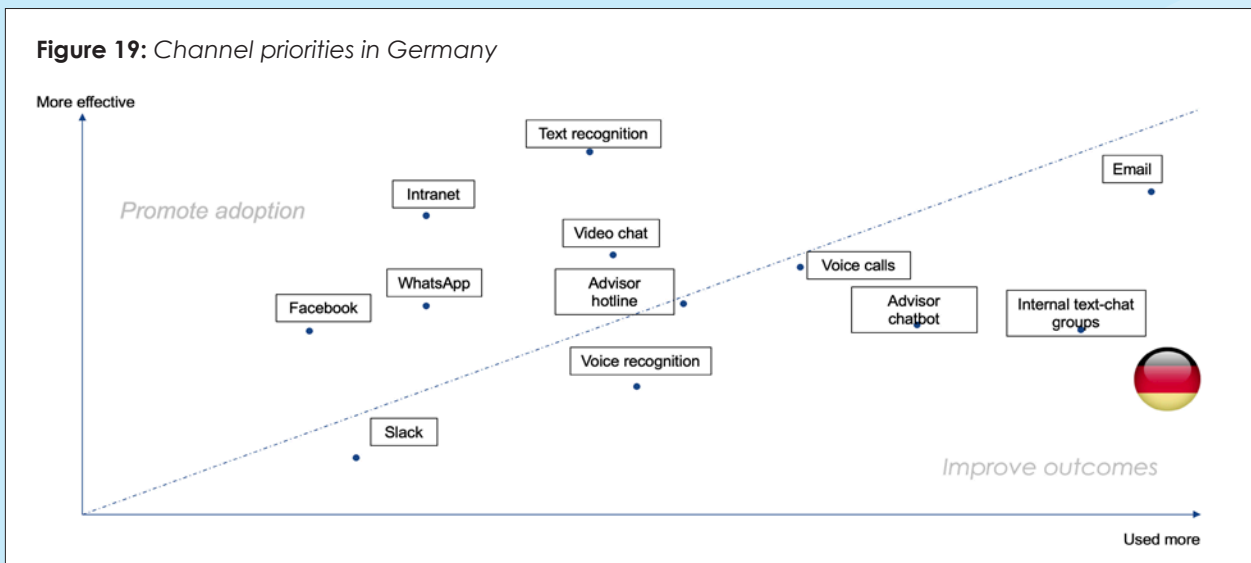 Figure 19: Channel priorities in Germany
More effective
Text recognition
Email
Intranet
Promote adoption
Video chat
Voice calls
WhatsApp
Advisor
hotline
Facebook
Advisor
chatbot
Internal text-chat
groups
Voice recognition
Slack
Improve outcomes
Used more